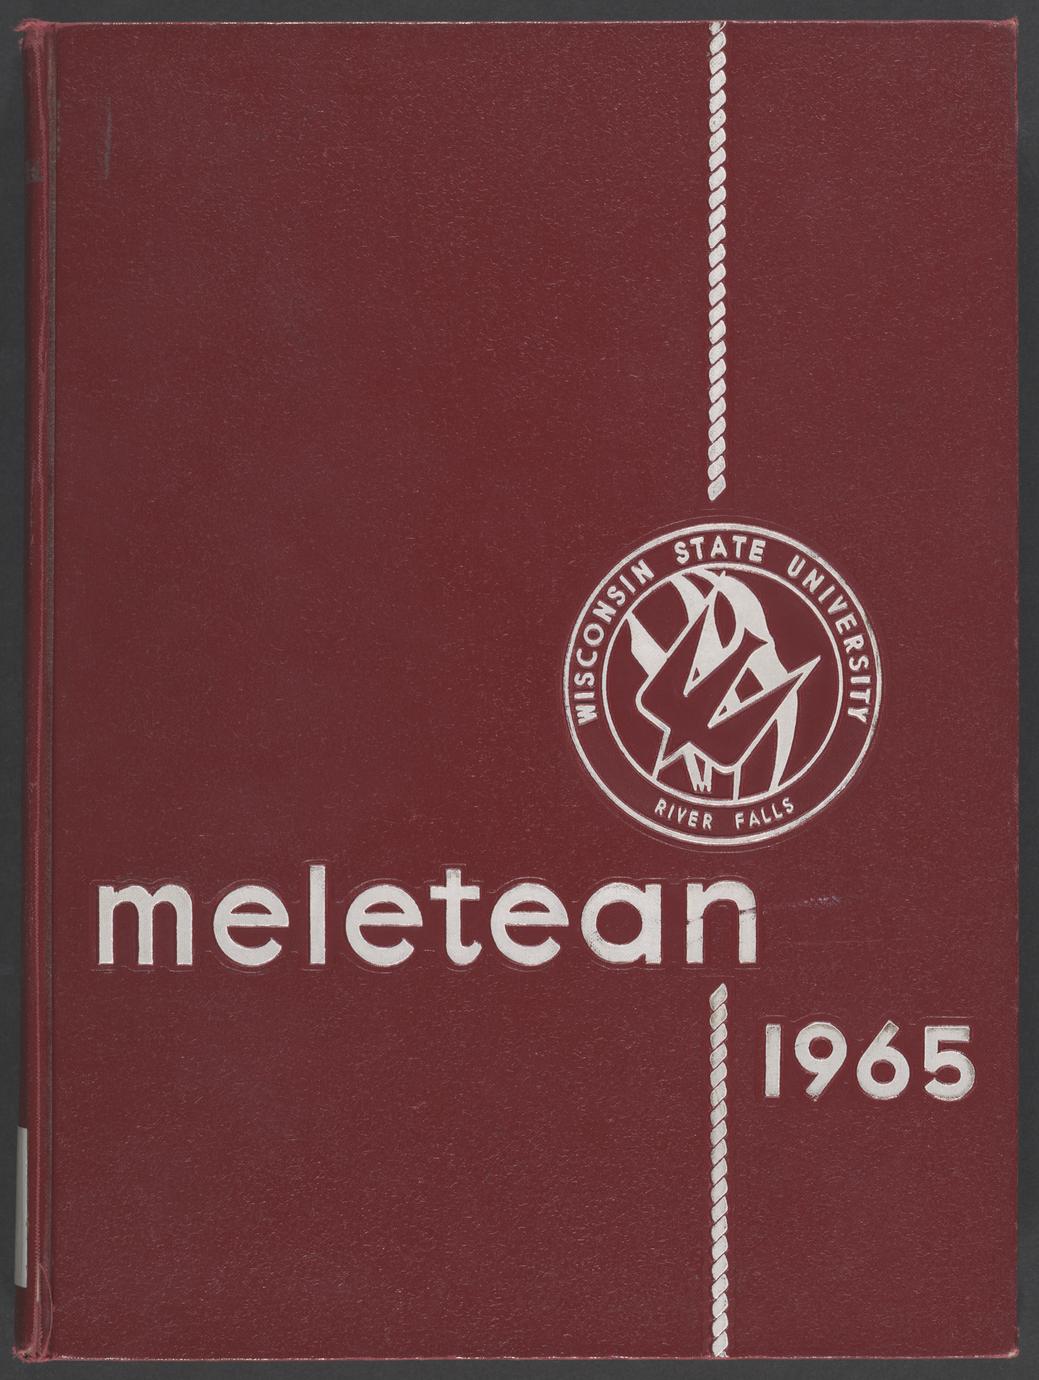 WISCONSIN STATE UNIVERSITY
RIVER FALLS
meletean
1965